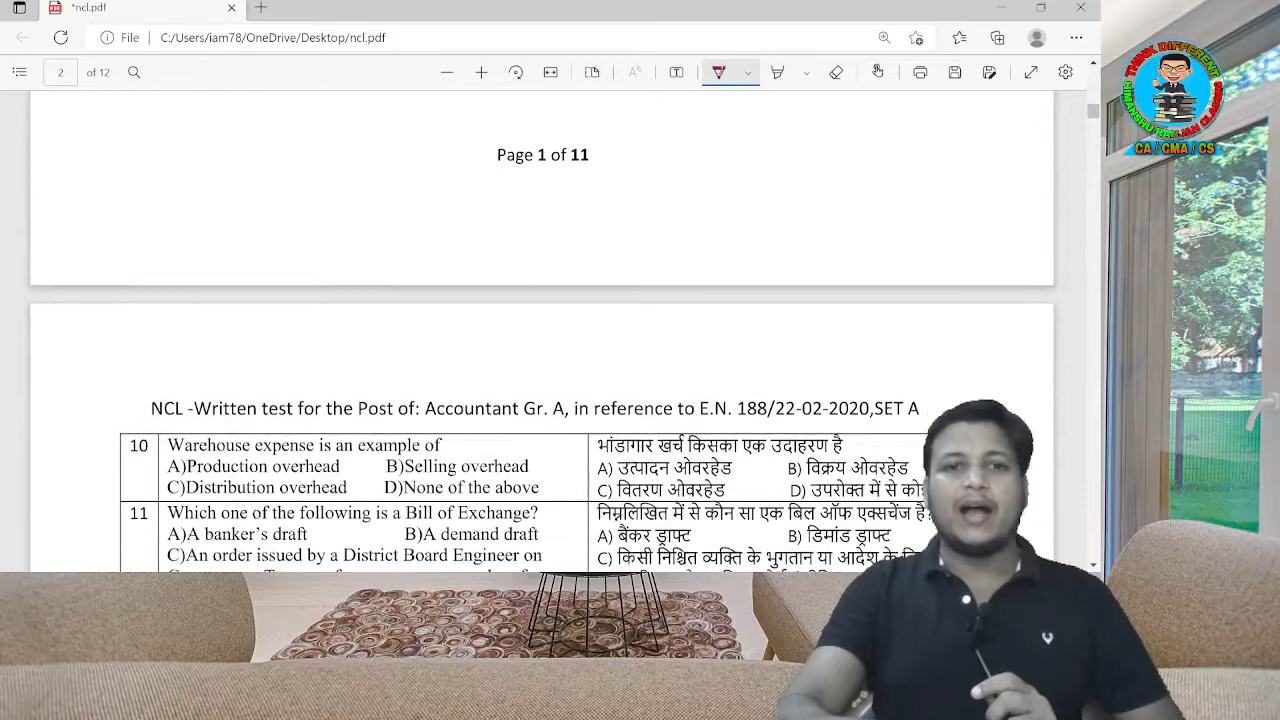 *ncl.pdf
File | C:/Users/iam78/OneDrive/Desktop/ncl.pdf
2 of 12
Page 1 of 11
NCL -Written test for the Post of: Accountant Gr. A, in reference to E.N. 188/22-02-2020,SET A
10 Warehouse expense is an example of
A)Production overhead B)Selling overhead
C)Distribution overhead D)None of the above
भांडागार खर्च किसका एक उदाहरण है
A) उत्पादन ओवरहेड B) विक्रय ओवरहेड
C) वितरण ओवरहेड D) उपरोक्त में से
11 Which one of the following is a Bill of Exchange?
A)A banker's draft B)A demand draft
C)An order issued by a District Board Engineer on
निम्नलिखित में से कौन सा एक बिल ऑफ एक्सचेंज है?
A) बैंकर ड्राफ्ट B) डिमांड ड्राफ्ट
C) किसी निश्चित व्यक्ति के भुगतान या आदेश के
THINK DIFFERENT
HIMANSHU RANJAN CLASSES
CA / CMA / CS